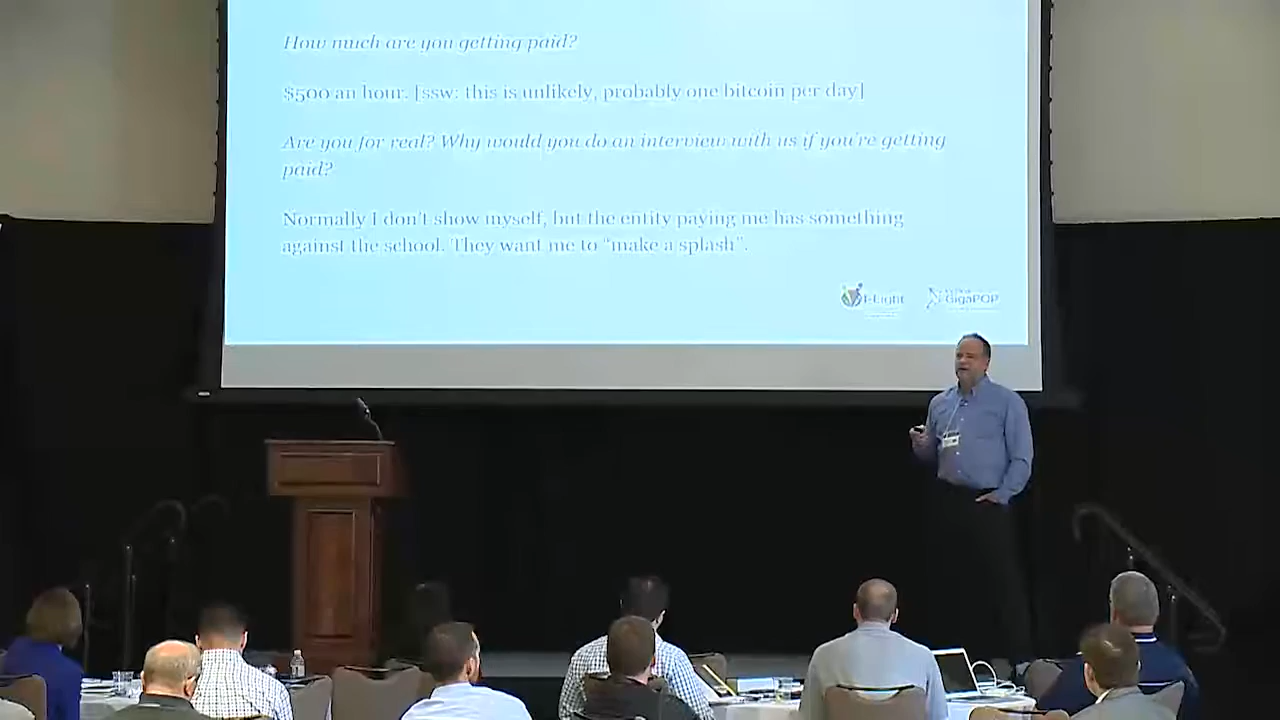 How much are you getting paid?
$500 an hour. [ssw: this is unlikely, probably one bitcoin per day]
Are you for real? Why would you do an interview with us if you're getting
paid?
Normally I don't show myself, but the entity paying me has something
against the school. They want me to "make a splash".
I-Light
GigaPOP